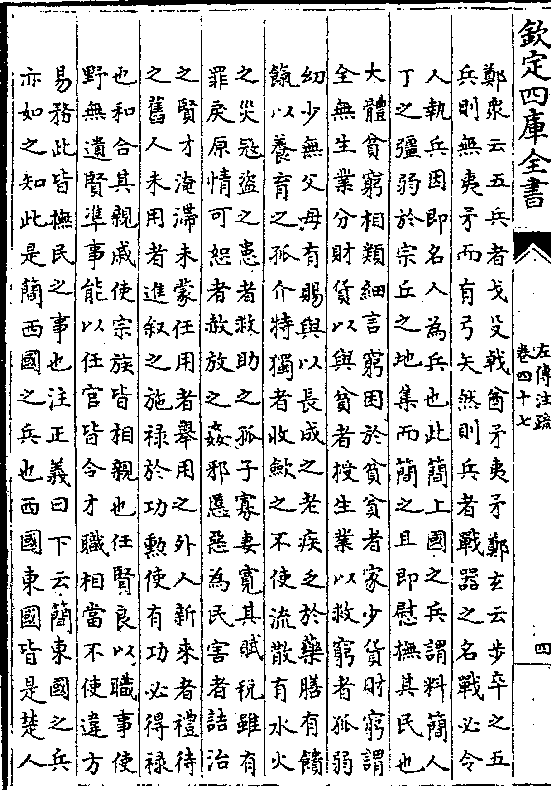 欽定四庫全書
左傳注疏
卷四十七
四
鄭衆云五兵者戈殳戟酋矛夷矛鄭玄云步卒之五
兵則無夷矛而有弓矢然則兵者戰器之名戰必令
人執兵因即名人為兵也此簡上國之兵謂料簡人
丁之彊弱於宗丘之地集而簡之且即慰撫其民也
大體貧窮相類細言窮困於貧貧者家少貨財窮謂
全無生業分財貨以與貧者授生業以救窮者孤弱
幼少無父母有賜與以長成之老疾乏於藥膳有饋
餼以養育之孤介特獨者收斂之不使流散有水火
之災寇盜之患者救助之孤子寡妻寛其賦稅雖有
罪戾原情可恕者赦放之姦邪慝惡為民害者詰治
之賢才淹滯未蒙任用者舉用之外人新來者禮待
之舊人未用者進叙之施祿於功勲使有功必得祿
也和合其親戚使宗族皆相親也任賢良以職事使
野無遺賢凖事能以任官皆令才職相當不使違方
易務此皆撫民之事也注正義曰下云簡東國之兵
亦如之知此是簡西國之兵也西國東國皆是楚人